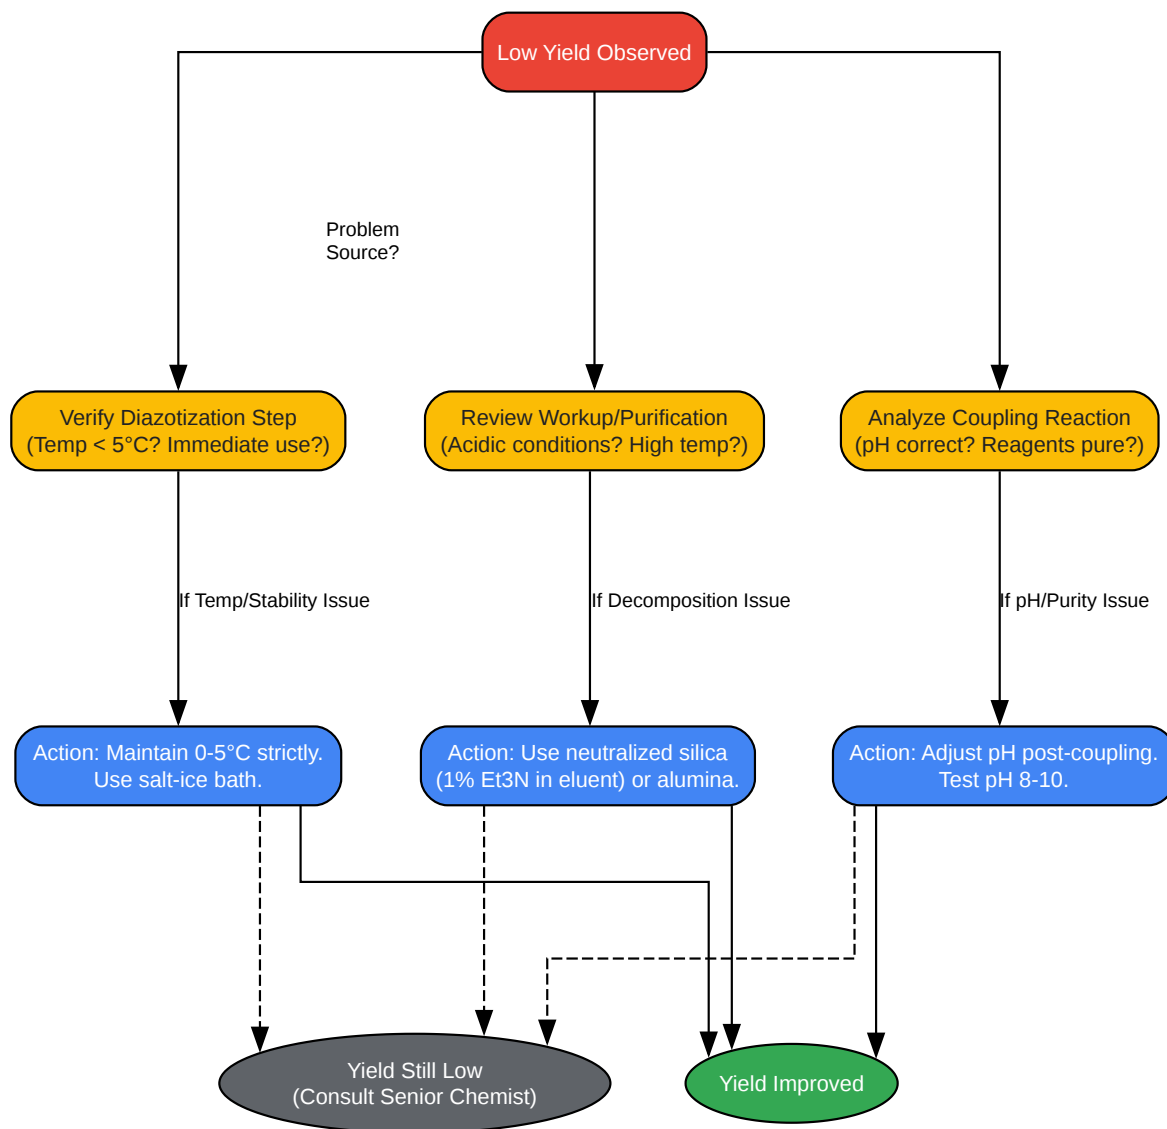 Low Yield Observed
Problem
Source?
Verify Diazotization Step
(Temp < 5°C? Immediate use?)
Review Workup/Purification
(Acidic conditions? High temp?)
Analyze Coupling Reaction
(pH correct? Reagents pure?)
If Temp/Stability Issue
If Decomposition Issue
If pH/Purity Issue
Action: Maintain 0-5°C strictly.
Use salt-ice bath.
Action: Use neutralized silica
(1% Et3N in eluent) or alumina.
Action: Adjust pH post-coupling.
Test pH 8-10.
Yield Still Low
(Consult Senior Chemist)
Yield Improved